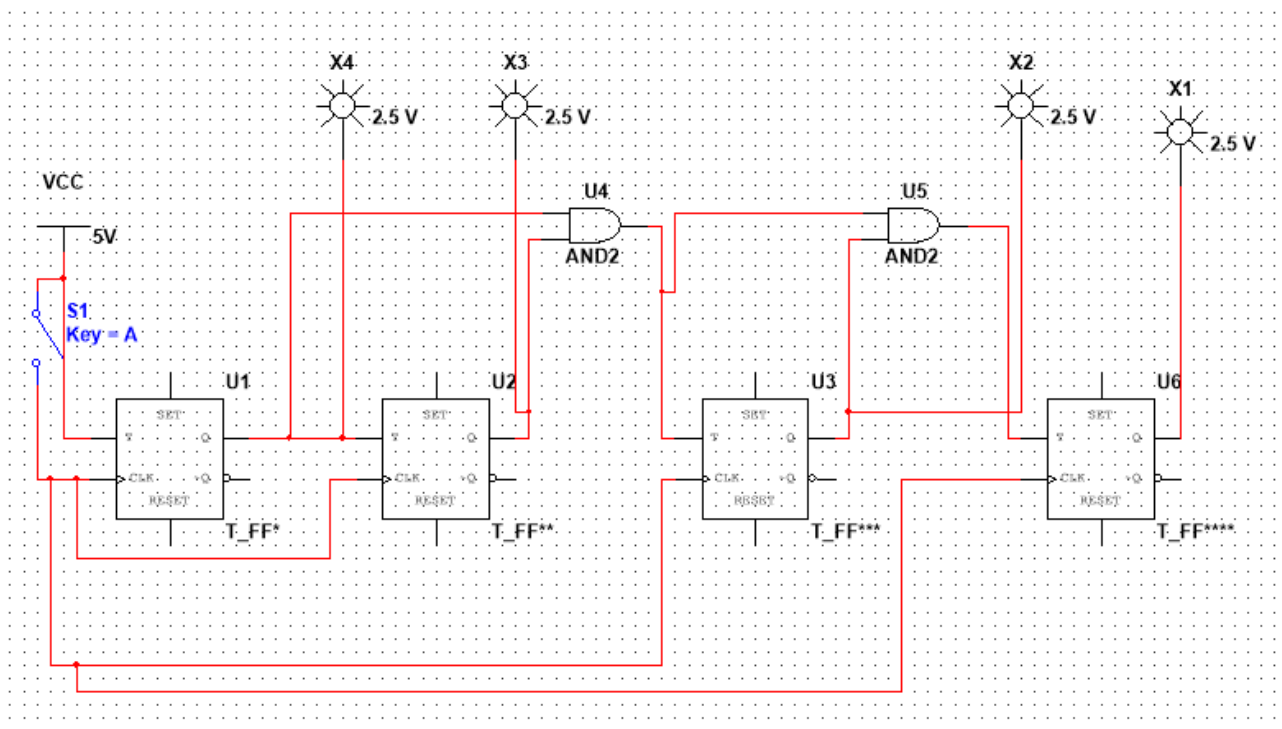 X4
X3
X2
X1
2.5 V
2.5 V
2.5 V
2.5 V
VCC
5V
U4
AND2
U5
AND2
S1
Key = A
U1
SET
T
Q
CLK
~Q
RESET
T_FF*
U2
SET
T
Q
CLK
~Q
RESET
T_FF**
U3
SET
T
Q
CLK
~Q
RESET
T_FF***
U6
SET
T
Q
CLK
~Q
RESET
T_FF****